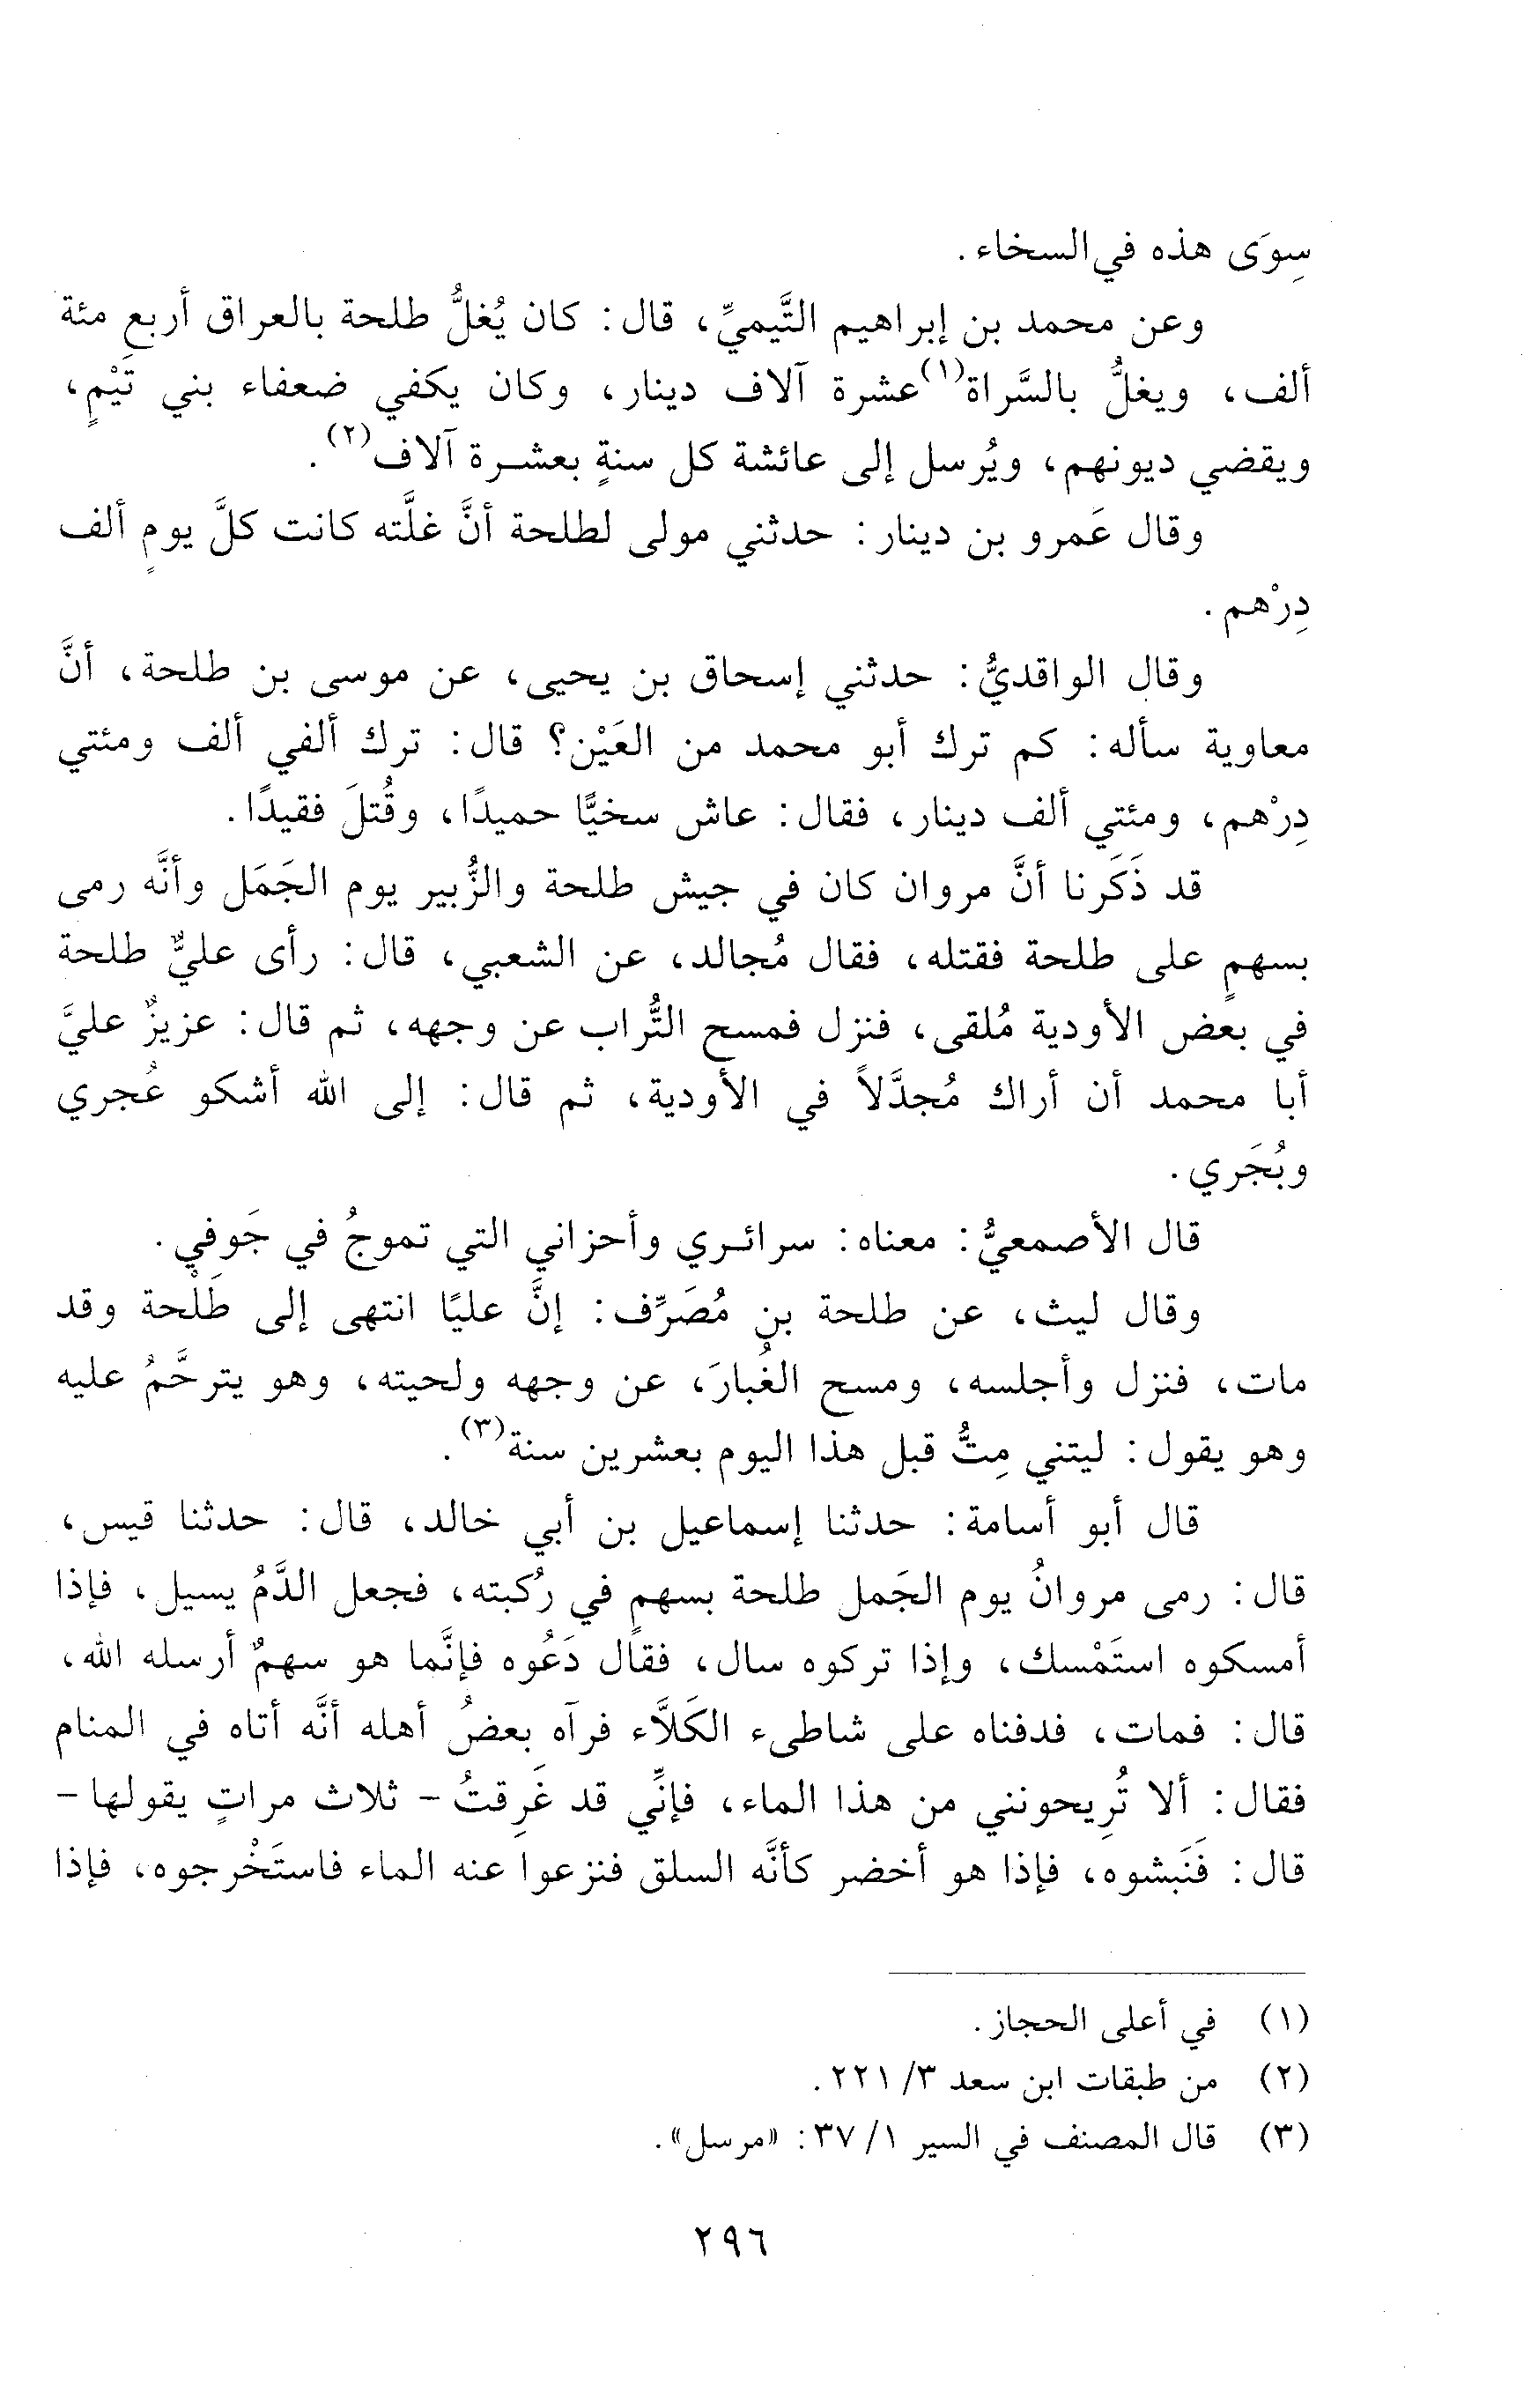 سِوَى هذه في السخاء.
وعن محمد بن إبراهيم التَّيميِّ، قال: كان يُغلُّ طلحة بالعراق أربع مئة
ألف، ويغلُّ بالسَّراة(١) عشرة آلاف دينار، وكان يكفي ضعفاء بني تَيْمٍ،
ويقضي ديونهم، ويُرسل إلى عائشة كل سنةٍ بعشرة آلاف(٢).
وقال عَمرو بن دينار: حدثني مولى لطلحة أنَّ غلَّته كانت كلَّ يومٍ ألف
دِرْهم.
وقال الواقديُّ: حدثني إسحاق بن يحيى، عن موسى بن طلحة، أنَّ
معاوية سأله: كم ترك أبو محمد من العَيْن؟ قال: ترك ألفي ألف ومئتي
دِرْهم، ومئتي ألف دينار، فقال: عاش سخيًّا حميدًا، وقُتلَ فقيدًا.
قد ذَكَرنا أنَّ مروان كان في جيش طلحة والزُّبير يوم الجَمَل وأنَّه رمى
بسهمٍ على طلحة فقتله، فقال مُجالد، عن الشعبي، قال: رأى عليٌّ طلحة
في بعض الأودية مُلقى، فنزل فمسح التُّراب عن وجهه، ثم قال: عزيزٌ عليَّ
أبا محمد أن أراك مُجدَّلاً في الأودية، ثم قال: إلى الله أشكو عُجري
وبُجَري.
قال الأصمعيُّ: معناه: سرائري وأحزاني التي تموجُ في جَوفي.
وقال ليث، عن طلحة بن مُصَرِّف: إنَّ عليًا انتهى إلى طَلْحة وقد
مات، فنزل وأجلسه، ومسح الغُبارَ، عن وجهه ولحيته، وهو يترحَّمُ عليه
وهو يقول: ليتني مِتُّ قبل هذا اليوم بعشرين سنة(٣).
قال أبو أسامة: حدثنا إسماعيل بن أبي خالد، قال: حدثنا قيس،
قال: رمى مروانُ يوم الجَمل طلحة بسهمٍ في رُكبته، فجعل الدَّمُ يسيل، فإذا
أمسكوه استَمْسك، وإذا تركوه سال، فقال دَعُوه فإنَّما هو سهمٌ أرسله الله،
قال: فمات، فدفناه على شاطىء الكَلاَّء فرآه بعضُ أهله أنَّه أتاه في المنام
فقال: ألا تُرِيحونني من هذا الماء، فإنِّي قد غَرِقتُ - ثلاث مراتٍ يقولها -
قال: فَنَبشوه، فإذا هو أخضر كأنَّه السلق فنزعوا عنه الماء فاستَخْرجوه، فإذا
(١) في أعلى الحجاز.
(٢) من طبقات ابن سعد ٣/ ٢٢١.
(٣) قال المصنف في السير ١/ ٣٧: «مرسل».
٢٩٦